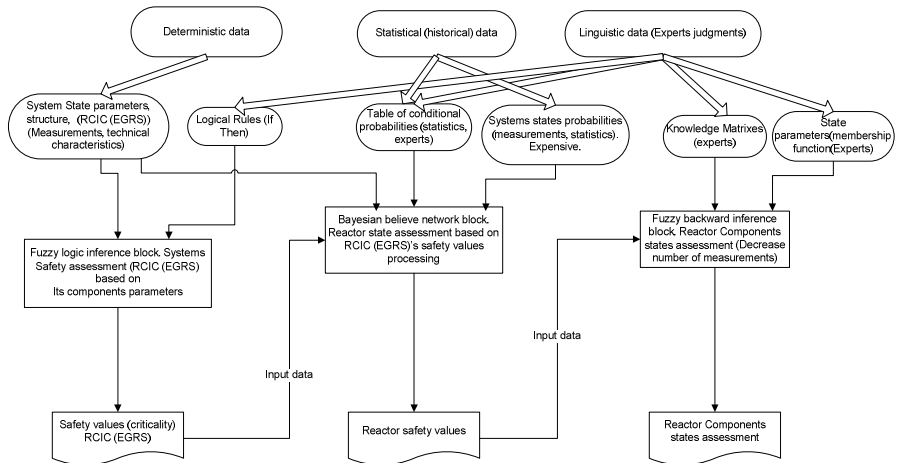 Deterministic data
Statistical (historical) data
Linguistic data (Experts judgments)
System State parameters,
structure, (RCIC (EGRS))
(Measurements, technical
characteristics)
Logical Rules (If
Then)
Table of conditional
probabilities (statistics,
experts)
Systems states probabilities
(measurements, statistics).
Expensive.
Knowledge Matrixes
(experts)
State
parameters(membership
function(Experts)
Fuzzy logic inference block. Systems
Safety assessment (RCIC (EGRS)
based on
Its components parameters
Bayesian believe network block.
Reactor state assessment based on
RCIC (EGRS)'s safety values
processing
Fuzzy backward inference
block. Reactor Components
states assessment (Decrease
number of measurements)
Input data
Input data
Safety values (criticality)
RCIC (EGRS)
Reactor safety values
Reactor Components
states assessment